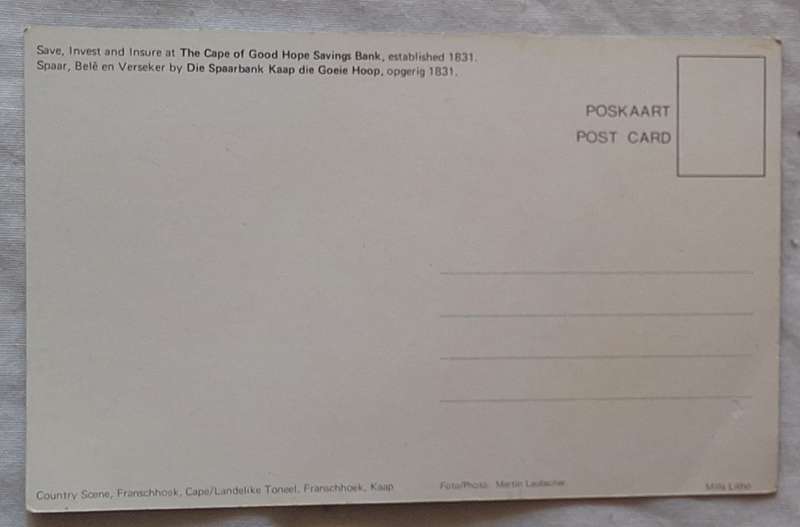 Save, Invest and Insure at The Cape of Good Hope Savings Bank, established 1831.
Spaar, Belê en Verseker by Die Spaarbank Kaap die Goeie Hoop, opgerig 1831.
POSKAART
POST CARD
Country Scene, Franschhoek, Cape/Landelike Toneel, Franschhoek, Kaap
Foto/Photo: Martin
Mills Litho